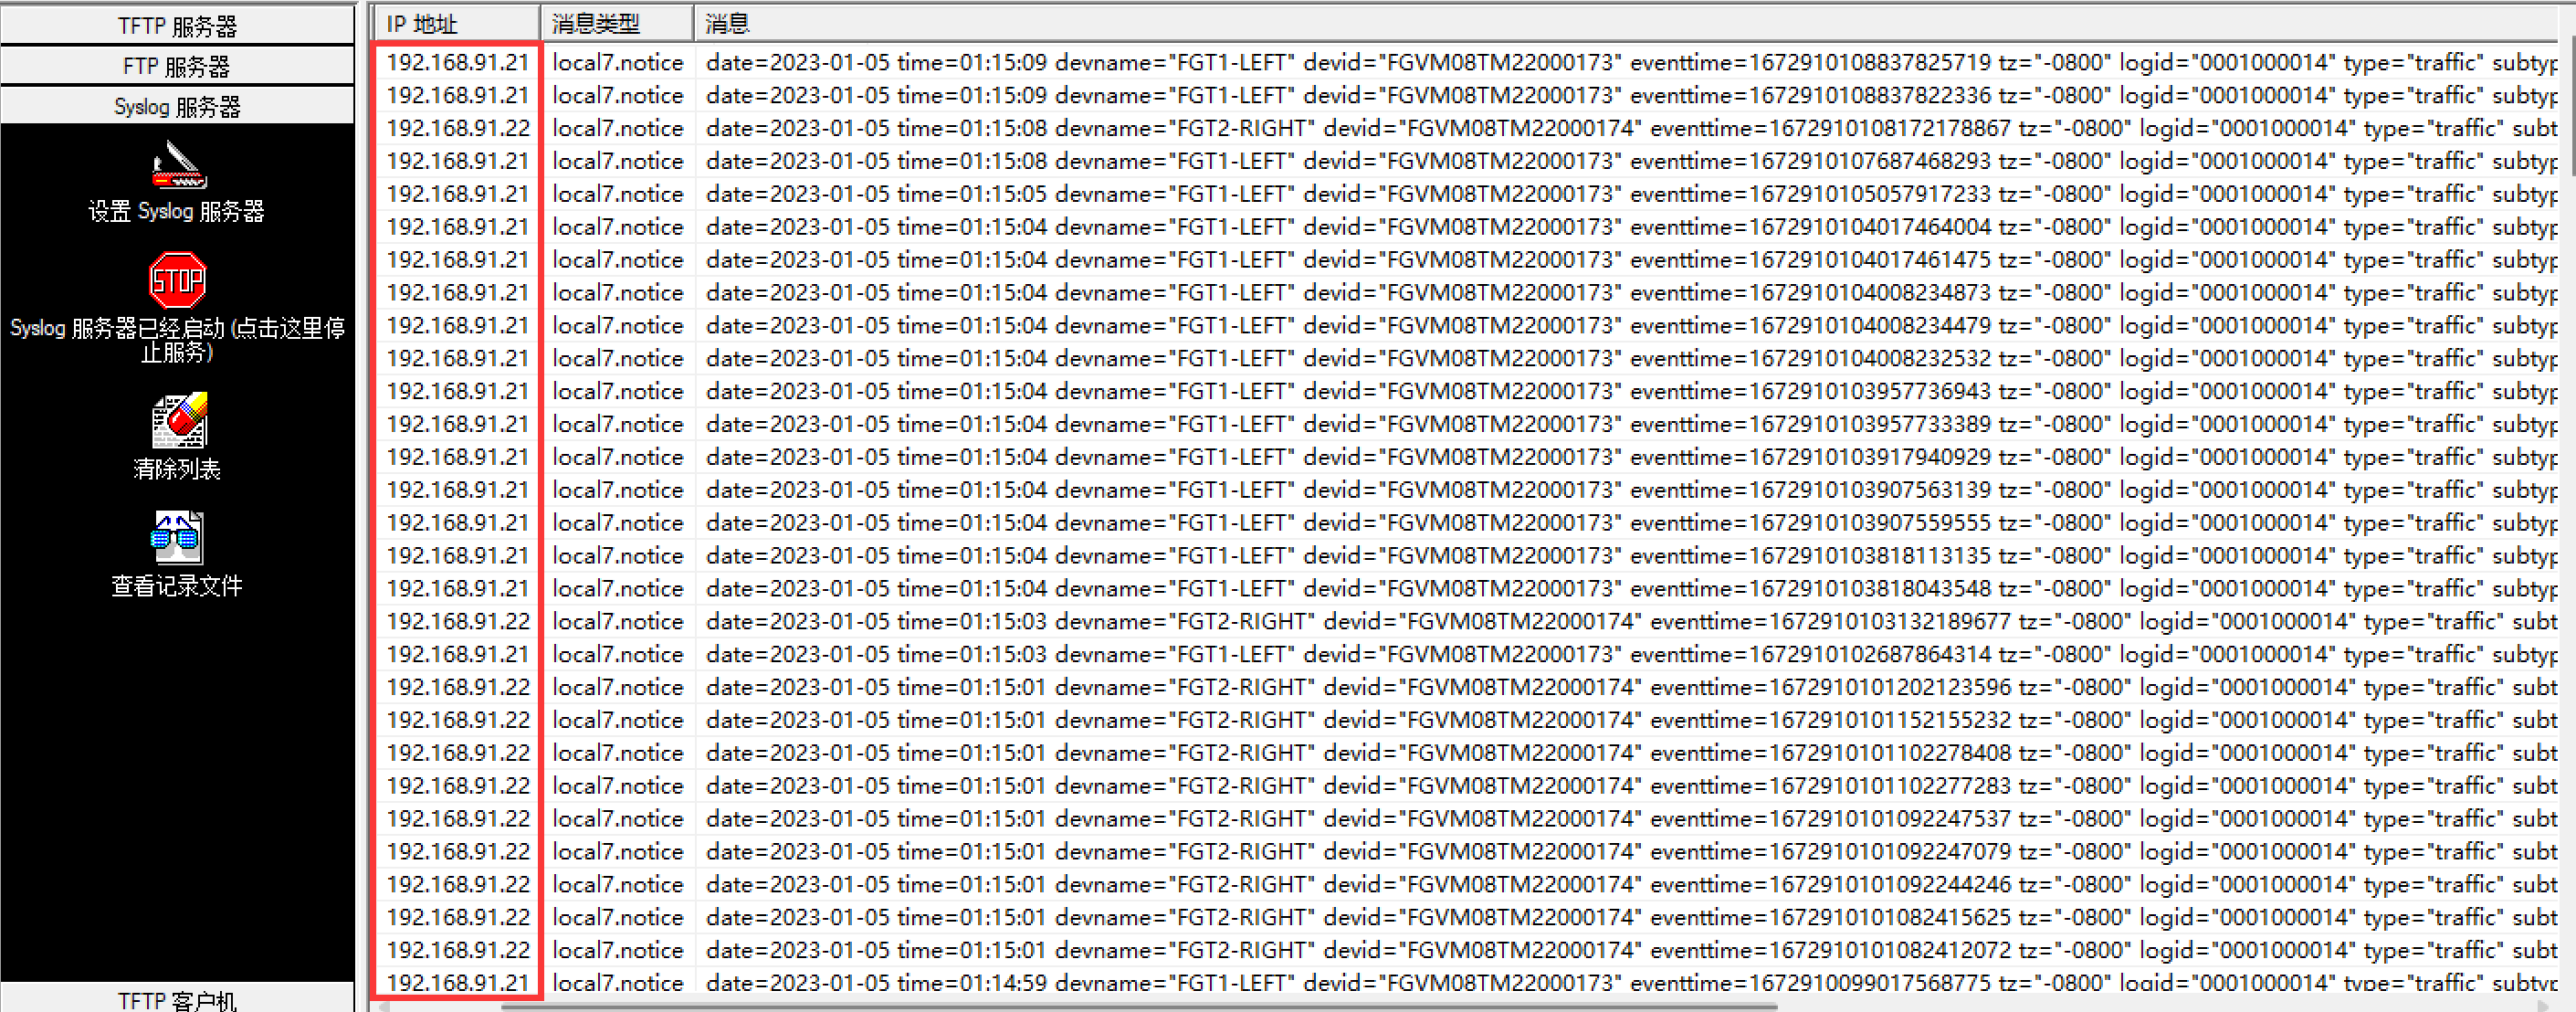 TFTP 服务器
FTP 服务器
Syslog 服务器
设置 Syslog 服务器
STOP
Syslog 服务器已经启动 (点击这里停
止服务)
清除列表
查看记录文件
TFTP 客户机
IP 地址 消息类型 消息
192.168.91.21 local7.notice date=2023-01-05 time=01:15:09 devname="FGT1-LEFT" devid="FGVM08TM22000173" eventtime=1672910108837825719 tz="-0800" logid="0001000014" type="traffic" subtyp
192.168.91.21 local7.notice date=2023-01-05 time=01:15:09 devname="FGT1-LEFT" devid="FGVM08TM22000173" eventtime=1672910108837822336 tz="-0800" logid="0001000014" type="traffic" subtyp
192.168.91.22 local7.notice date=2023-01-05 time=01:15:08 devname="FGT2-RIGHT" devid="FGVM08TM22000174" eventtime=1672910108172178867 tz="-0800" logid="0001000014" type="traffic" subt
192.168.91.21 local7.notice date=2023-01-05 time=01:15:08 devname="FGT1-LEFT" devid="FGVM08TM22000173" eventtime=1672910107687468293 tz="-0800" logid="0001000014" type="traffic" subtyp
192.168.91.21 local7.notice date=2023-01-05 time=01:15:05 devname="FGT1-LEFT" devid="FGVM08TM22000173" eventtime=1672910105057917233 tz="-0800" logid="0001000014" type="traffic" subtyp
192.168.91.21 local7.notice date=2023-01-05 time=01:15:04 devname="FGT1-LEFT" devid="FGVM08TM22000173" eventtime=1672910104017464004 tz="-0800" logid="0001000014" type="traffic" subtyp
192.168.91.21 local7.notice date=2023-01-05 time=01:15:04 devname="FGT1-LEFT" devid="FGVM08TM22000173" eventtime=1672910104017461475 tz="-0800" logid="0001000014" type="traffic" subtyp
192.168.91.21 local7.notice date=2023-01-05 time=01:15:04 devname="FGT1-LEFT" devid="FGVM08TM22000173" eventtime=1672910104008234873 tz="-0800" logid="0001000014" type="traffic" subtyp
192.168.91.21 local7.notice date=2023-01-05 time=01:15:04 devname="FGT1-LEFT" devid="FGVM08TM22000173" eventtime=1672910104008234479 tz="-0800" logid="0001000014" type="traffic" subtyp
192.168.91.21 local7.notice date=2023-01-05 time=01:15:04 devname="FGT1-LEFT" devid="FGVM08TM22000173" eventtime=1672910104008232532 tz="-0800" logid="0001000014" type="traffic" subtyp
192.168.91.21 local7.notice date=2023-01-05 time=01:15:04 devname="FGT1-LEFT" devid="FGVM08TM22000173" eventtime=1672910103957736943 tz="-0800" logid="0001000014" type="traffic" subtyp
192.168.91.21 local7.notice date=2023-01-05 time=01:15:04 devname="FGT1-LEFT" devid="FGVM08TM22000173" eventtime=1672910103957733389 tz="-0800" logid="0001000014" type="traffic" subtyp
192.168.91.21 local7.notice date=2023-01-05 time=01:15:04 devname="FGT1-LEFT" devid="FGVM08TM22000173" eventtime=1672910103917940929 tz="-0800" logid="0001000014" type="traffic" subtyp
192.168.91.21 local7.notice date=2023-01-05 time=01:15:04 devname="FGT1-LEFT" devid="FGVM08TM22000173" eventtime=1672910103907563139 tz="-0800" logid="0001000014" type="traffic" subtyp
192.168.91.21 local7.notice date=2023-01-05 time=01:15:04 devname="FGT1-LEFT" devid="FGVM08TM22000173" eventtime=1672910103907559555 tz="-0800" logid="0001000014" type="traffic" subtyp
192.168.91.21 local7.notice date=2023-01-05 time=01:15:04 devname="FGT1-LEFT" devid="FGVM08TM22000173" eventtime=1672910103818113135 tz="-0800" logid="0001000014" type="traffic" subtyp
192.168.91.21 local7.notice date=2023-01-05 time=01:15:04 devname="FGT1-LEFT" devid="FGVM08TM22000173" eventtime=1672910103818043548 tz="-0800" logid="0001000014" type="traffic" subtyp
192.168.91.22 local7.notice date=2023-01-05 time=01:15:03 devname="FGT2-RIGHT" devid="FGVM08TM22000174" eventtime=1672910103132189677 tz="-0800" logid="0001000014" type="traffic" subt
192.168.91.21 local7.notice date=2023-01-05 time=01:15:03 devname="FGT1-LEFT" devid="FGVM08TM22000173" eventtime=1672910102687864314 tz="-0800" logid="0001000014" type="traffic" subtyp
192.168.91.22 local7.notice date=2023-01-05 time=01:15:01 devname="FGT2-RIGHT" devid="FGVM08TM22000174" eventtime=1672910101202123596 tz="-0800" logid="0001000014" type="traffic" subt
192.168.91.22 local7.notice date=2023-01-05 time=01:15:01 devname="FGT2-RIGHT" devid="FGVM08TM22000174" eventtime=1672910101152155232 tz="-0800" logid="0001000014" type="traffic" subt
192.168.91.22 local7.notice date=2023-01-05 time=01:15:01 devname="FGT2-RIGHT" devid="FGVM08TM22000174" eventtime=1672910101102278408 tz="-0800" logid="0001000014" type="traffic" subt
192.168.91.22 local7.notice date=2023-01-05 time=01:15:01 devname="FGT2-RIGHT" devid="FGVM08TM22000174" eventtime=1672910101102277283 tz="-0800" logid="0001000014" type="traffic" subt
192.168.91.22 local7.notice date=2023-01-05 time=01:15:01 devname="FGT2-RIGHT" devid="FGVM08TM22000174" eventtime=1672910101092247537 tz="-0800" logid="0001000014" type="traffic" subt
192.168.91.22 local7.notice date=2023-01-05 time=01:15:01 devname="FGT2-RIGHT" devid="FGVM08TM22000174" eventtime=1672910101092247079 tz="-0800" logid="0001000014" type="traffic" subt
192.168.91.22 local7.notice date=2023-01-05 time=01:15:01 devname="FGT2-RIGHT" devid="FGVM08TM22000174" eventtime=1672910101092244246 tz="-0800" logid="0001000014" type="traffic" subt
192.168.91.22 local7.notice date=2023-01-05 time=01:15:01 devname="FGT2-RIGHT" devid="FGVM08TM22000174" eventtime=1672910101082415625 tz="-0800" logid="0001000014" type="traffic" subt
192.168.91.22 local7.notice date=2023-01-05 time=01:15:01 devname="FGT2-RIGHT" devid="FGVM08TM22000174" eventtime=1672910101082412072 tz="-0800" logid="0001000014" type="traffic" subt
192.168.91.21 local7.notice date=2023-01-05 time=01:14:59 devname="FGT1-LEFT" devid="FGVM08TM22000173" eventtime=1672910099017568775 tz="-0800" logid="0001000014" type="traffic" subtyp